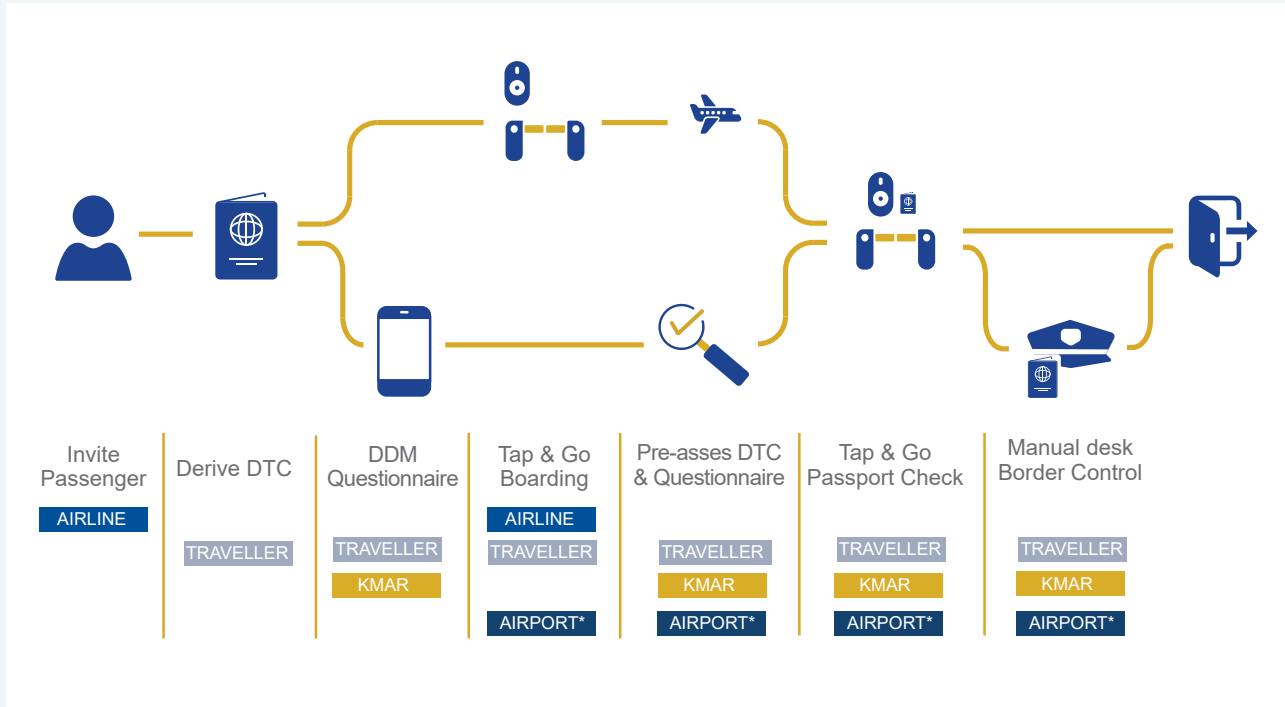 Invite
Passenger
AIRLINE
Derive DTC
TRAVELLER
DDM
Questionnaire
TRAVELLER
KMAR
Tap & Go
Boarding
AIRLINE
TRAVELLER
AIRPORT*
Pre-asses DTC
& Questionnaire
TRAVELLER
KMAR
AIRPORT*
Tap & Go
Passport Check
TRAVELLER
KMAR
AIRPORT*
Manual desk
Border Control
TRAVELLER
KMAR
AIRPORT*